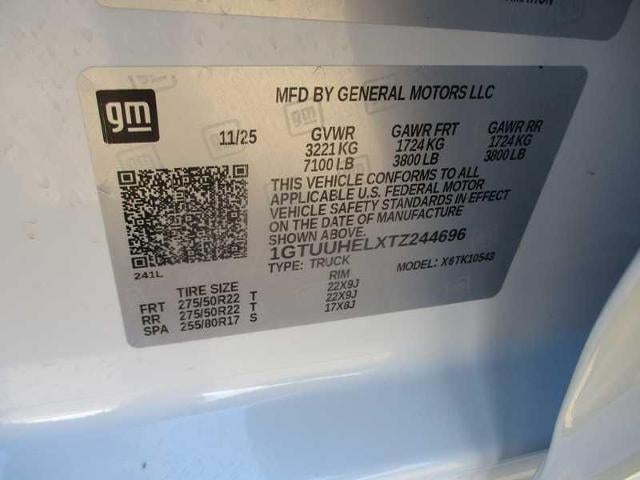 MFD BY GENERAL MOTORS LLC
gm
11/25 GVWR GAWR FRT GAWR RR
3221 KG 1724 KG 1724 KG
7100 LB 3800 LB 3800 LB
THIS VEHICLE CONFORMS TO ALL
APPLICABLE U.S. FEDERAL MOTOR
VEHICLE SAFETY STANDARDS IN EFFECT
ON THE DATE OF MANUFACTURE
SHOWN ABOVE.
1GTUUHELXTZ244696
241L
TYPE: TRUCK MODEL: X6TK10543
TIRE SIZE RIM
FRT 275/50R22 T 22X9J
RR 275/50R22 T 22X9J
SPA 255/80R17 S 17X8J